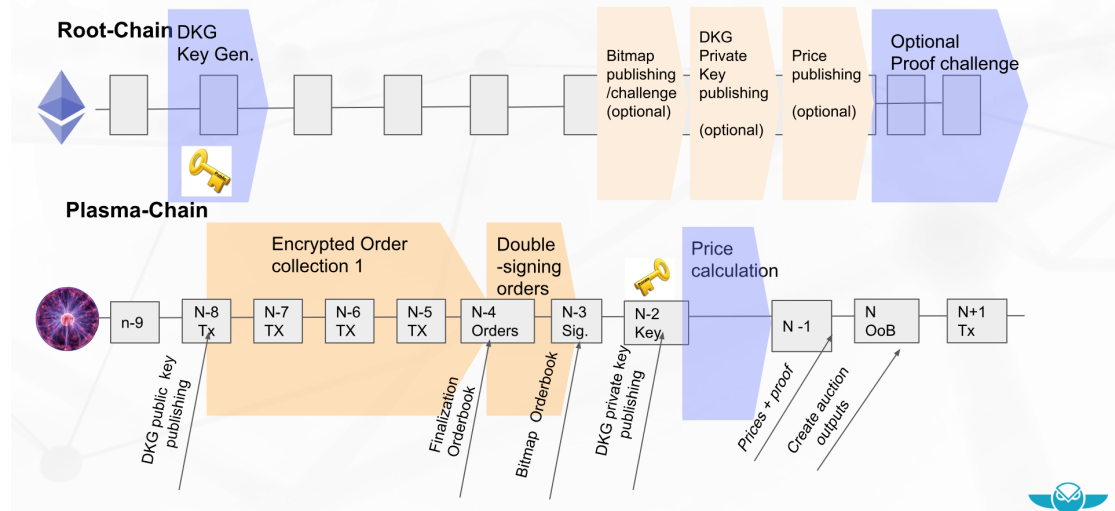 Root-Chain
DKG
Key Gen.
Bitmap
publishing
/challenge
(optional)
DKG
Private
Key
publishing
(optional)
Price
publishing
(optional)
Optional
Proof challenge
Plasma-Chain
Encrypted Order
collection 1
Double
-signing
orders
Price
calculation
n-9
N-8
Tx
N-7
TX
N-6
TX
N-5
TX
N-4
Orders
N-3
Sig.
N-2
Key
N -1
N
OoB
N+1
Tx
DKG public key
publishing
Finalization
Orderbook
Bitmap Orderbook
DKG private key
publishing
Prices + proof
Create auction
outputs